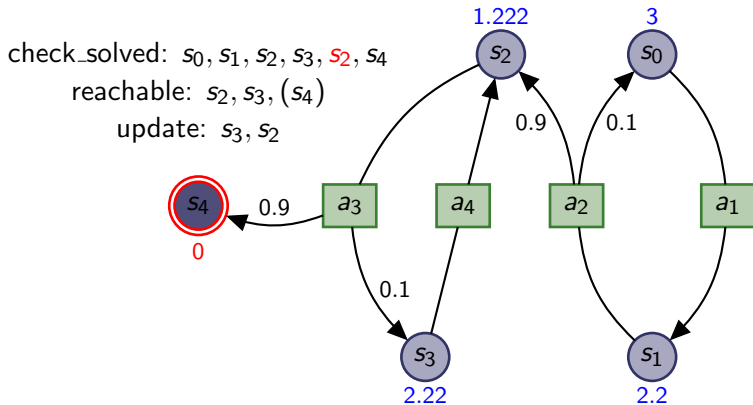 1.222
3
check_solved: s₀, s₁, s₂, s₃, s₂, s₄
s₂
s₀
reachable: s₂, s₃, (s₄)
update: s₃, s₂
0.9
0.1
s₄
0.9
a₃
a₄
a₂
a₁
0
0.1
s₃
s₁
2.22
2.2